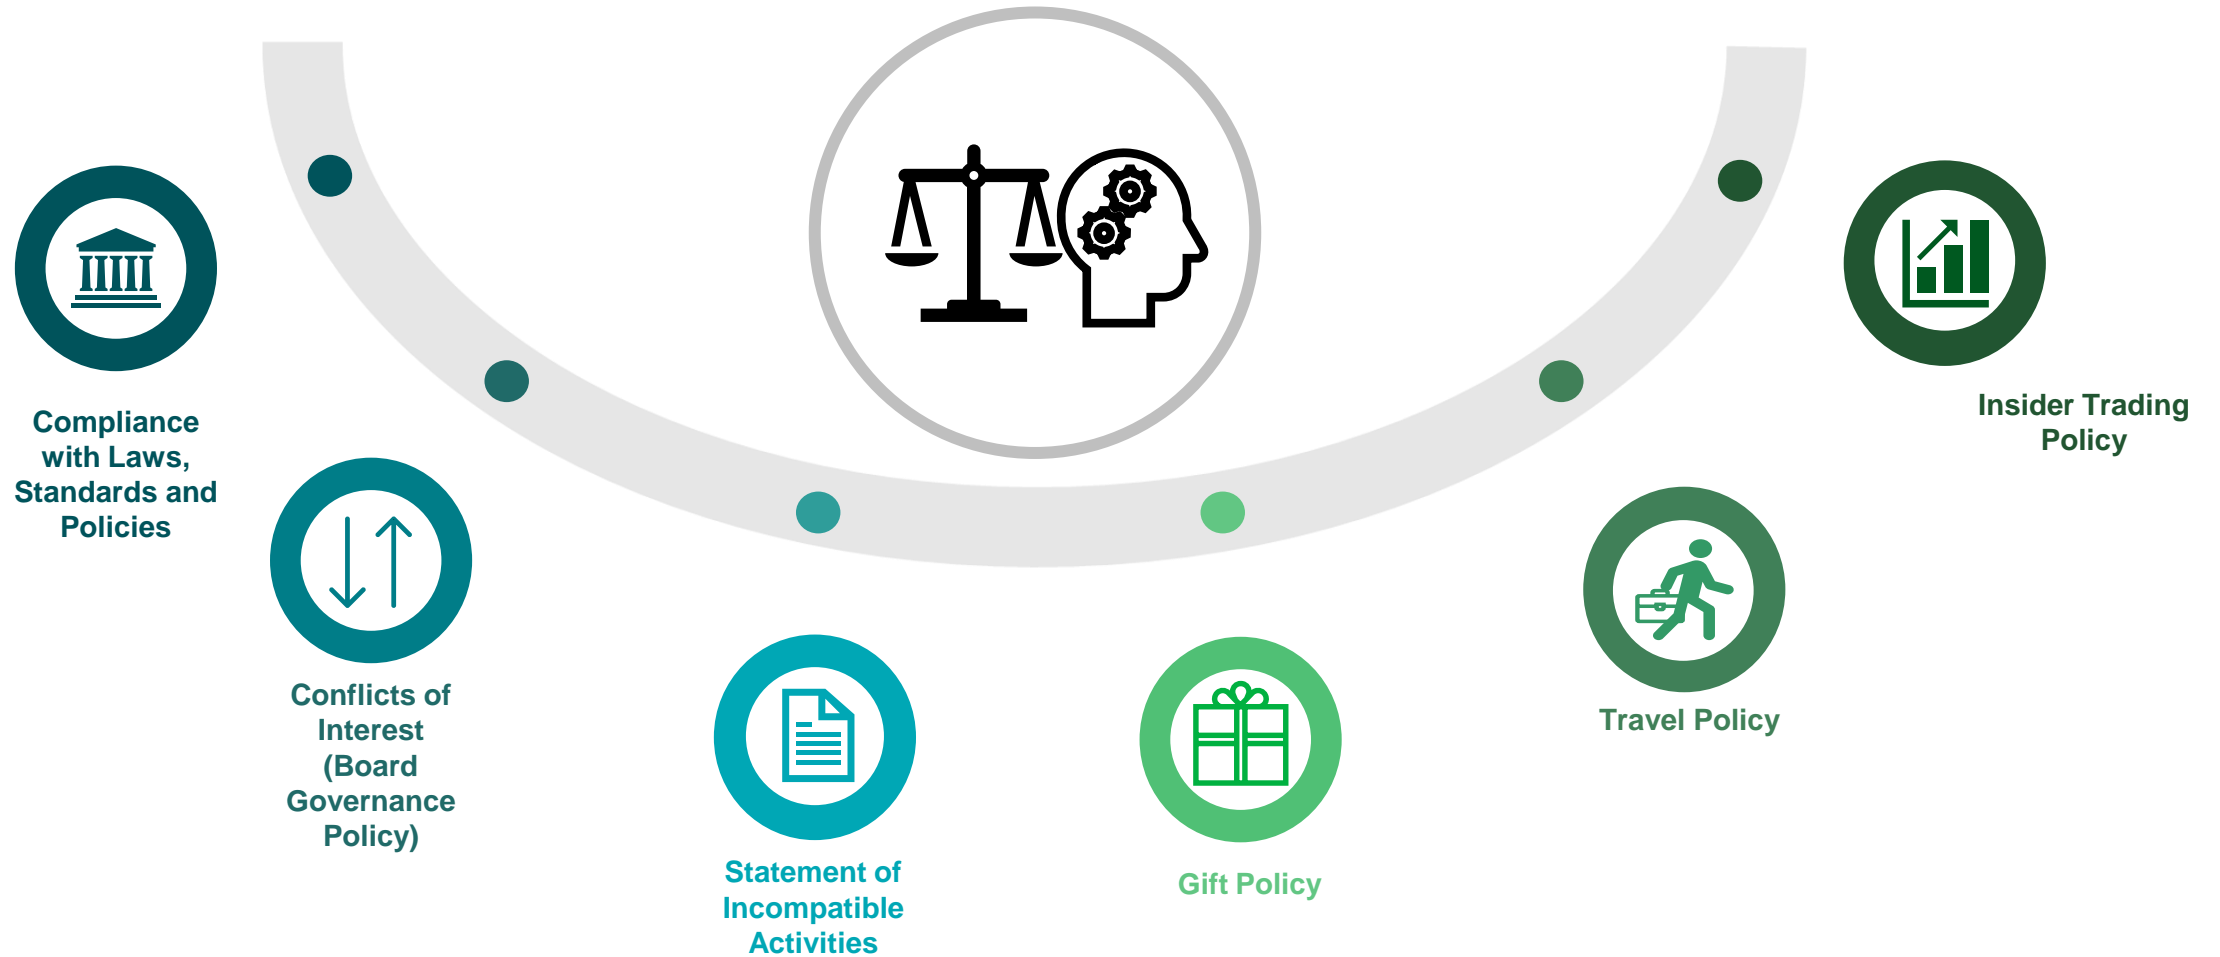 Compliance
with Laws,
Standards and
Policies
Conflicts of
Interest
(Board
Governance
Policy)
Statement of
Incompatible
Activities
Gift Policy
Travel Policy
Insider Trading
Policy